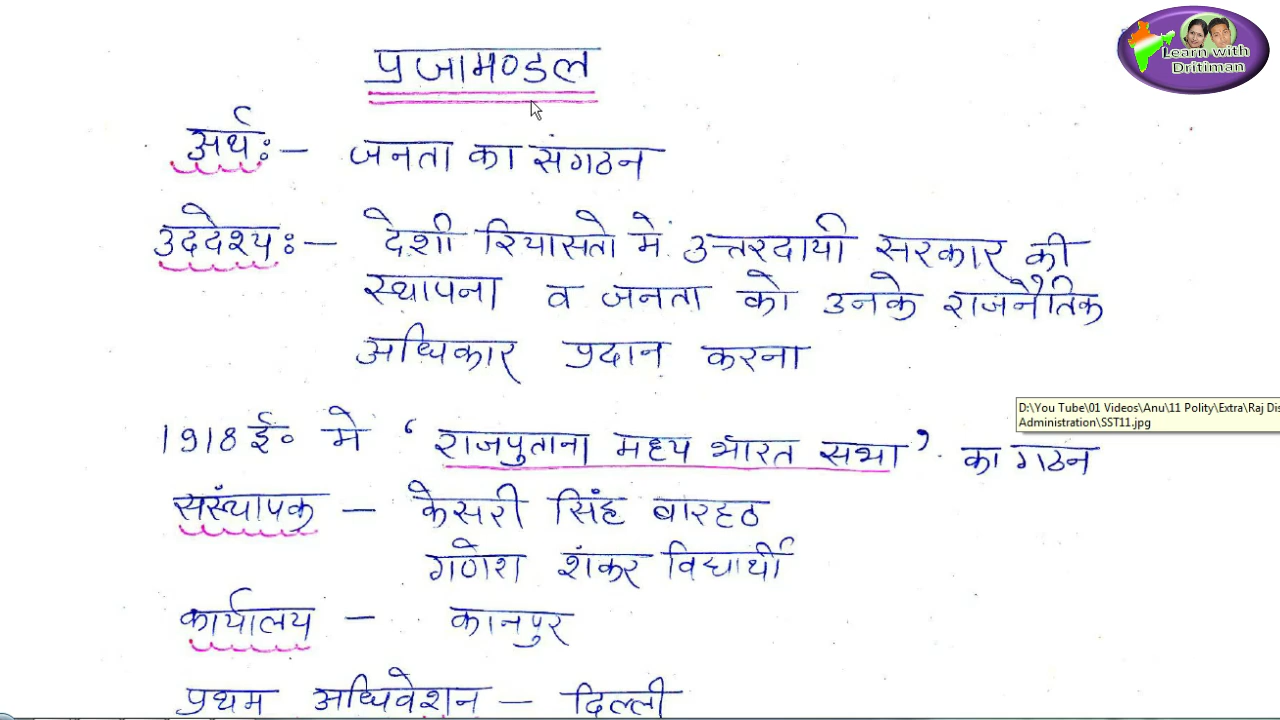 Learn with
Dritiman
प्रजामण्डल
अर्थः- जनता का संगठन
उददेश्यः- देशी रियासतो में उत्तरदायी सरकार की
स्थापना व जनता को उनके राजनैतिक
अधिकार प्रदान करना
D:\You Tube\01 Videos\Anu\11 Polity\Extra\Raj Dis
Administration\SST11.jpg
1918 ई० मे ‘राजपुताना मध्य भारत सभा’ का गठन
सस्ंथापक - केसरी सिंह बारहठ
गणेश शंकर विद्यार्थी
कार्यालय - कानपुर
प्रथम अधिवेशन - दिल्ली